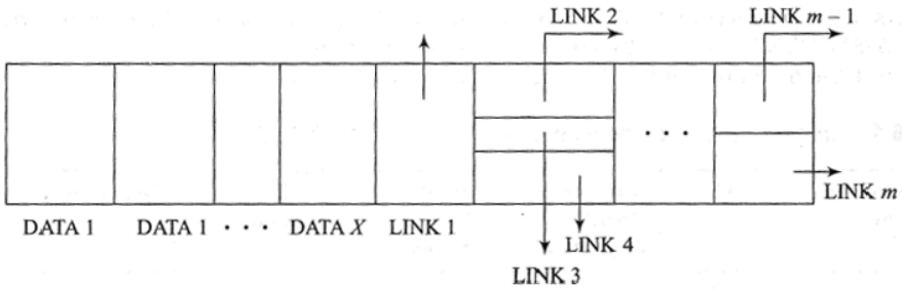 LINK 2 LINK m – 1
. . .
LINK m
DATA 1 DATA 1 · · · DATA X LINK 1
LINK 4
LINK 3